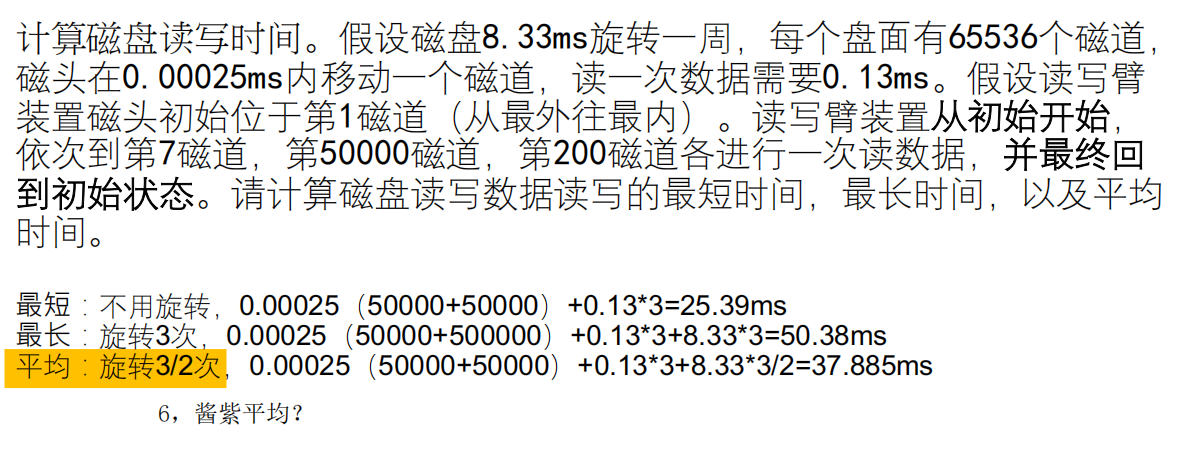 计算磁盘读写时间。假设磁盘8.33ms旋转一周，每个盘面有65536个磁道，
磁头在0.00025ms内移动一个磁道，读一次数据需要0.13ms。假设读写臂
装置磁头初始位于第1磁道（从最外往最内）。读写臂装置从初始开始，
依次到第7磁道，第50000磁道，第200磁道各进行一次读数据，并最终回
到初始状态。请计算磁盘读写数据读写的最短时间，最长时间，以及平均
时间。
最短：不用旋转，0.00025（50000+50000）+0.13*3=25.39ms
最长：旋转3次，0.00025（50000+500000）+0.13*3+8.33*3=50.38ms
平均：旋转3/2次，0.00025（50000+50000）+0.13*3+8.33*3/2=37.885ms
6，酱紫平均？